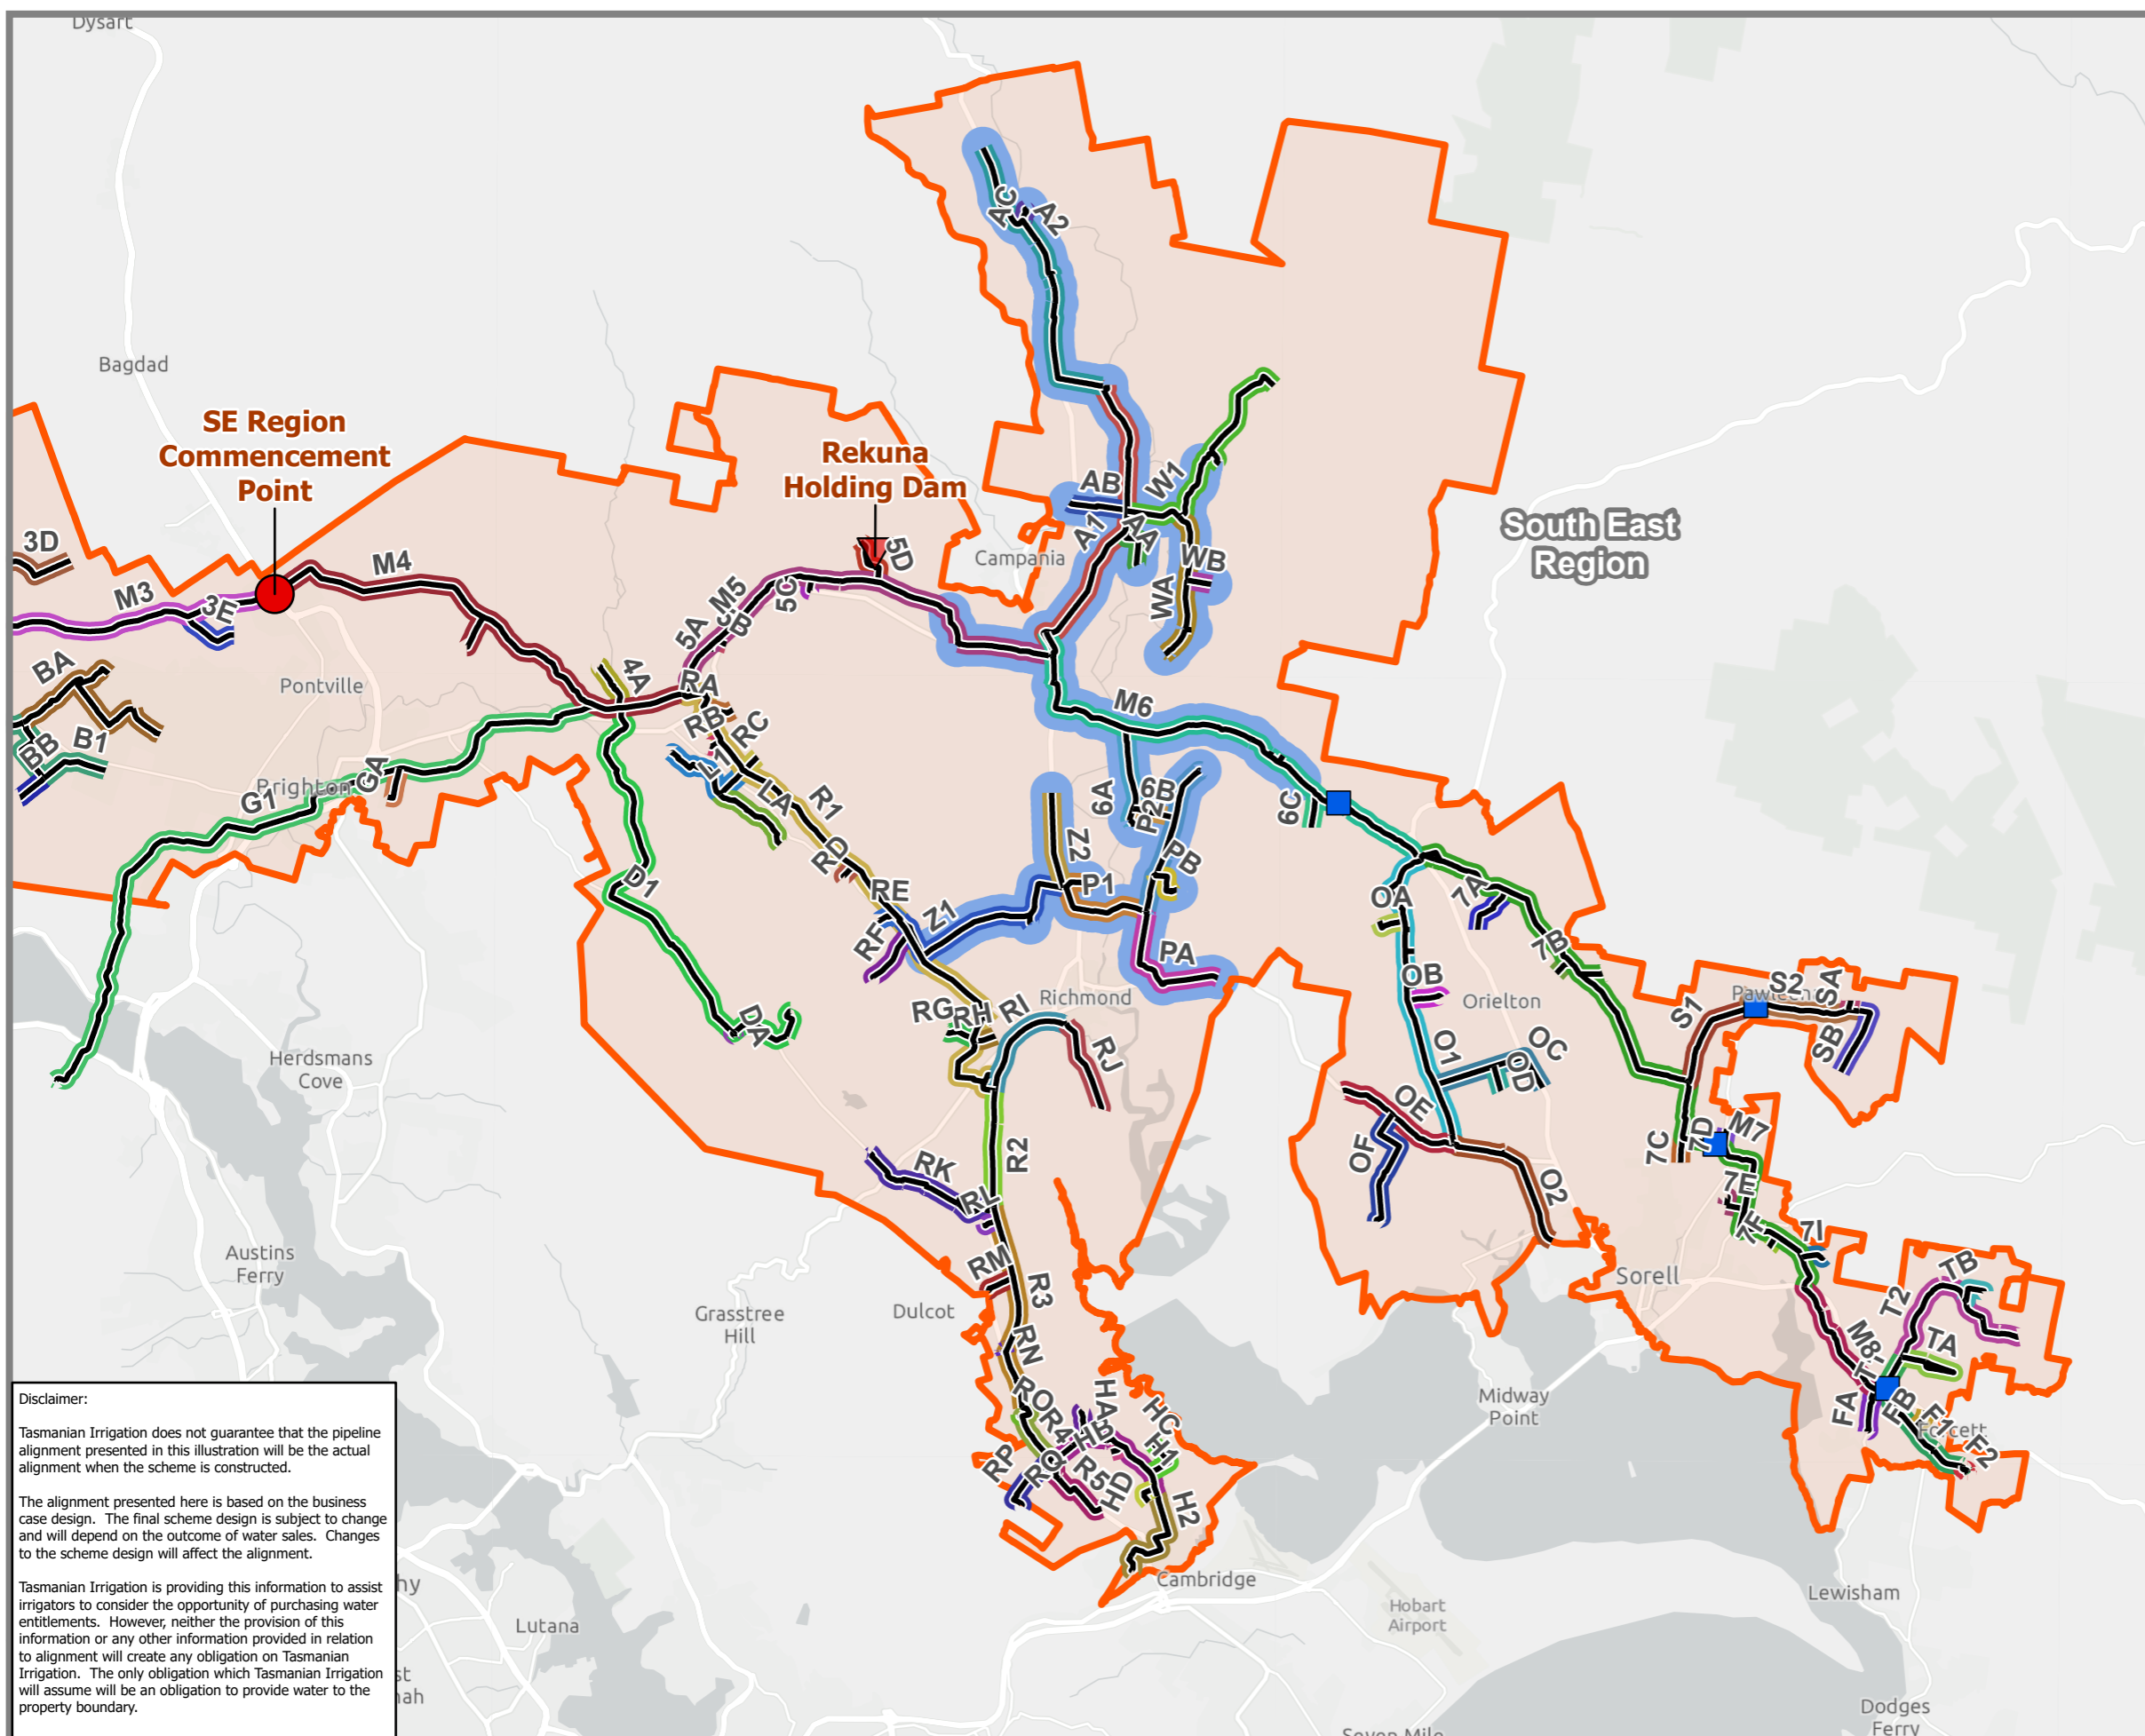 Dysart
Bagdad
SE Region
Commencement
Point
Rekuna
Holding Dam
South East
Region
Campania
Pontville
Brighton
Herdsmans
Cove
Austins
Ferry
Grasstree
Hill
Dulcot
Richmond
Orielton
Sorell
Midway
Point
Forcett
Lewisham
Cambridge
Hobart
Airport
Lutana
Dodges
Ferry
AC
A2
AB
W1
A1
AA
WB
WA
3D
M3
3E
M4
5A
M5
5C
5D
4A
RA
RB
RC
L1
LA
R1
RD
RE
RF
Z1
Z2
P1
P2
PA
PB
M6
6A
6B
6C
BA
BB
B1
G1
GA
D1
DA
RG
RH
RI
RJ
R2
RK
RL
RM
R3
RN
RO
R4
RP
RQ
R5
HA
HB
HC
H1
HD
H2
OA
OB
O1
OC
OD
OE
OF
O2
7A
7B
7C
7D
M7
7E
7F
7I
S1
S2
SA
SB
M8
T2
TB
TA
FA
FB
F1
F2
Disclaimer:
Tasmanian Irrigation does not guarantee that the pipeline
alignment presented in this illustration will be the actual
alignment when the scheme is constructed.
The alignment presented here is based on the business
case design.  The final scheme design is subject to change
and will depend on the outcome of water sales.  Changes
to the scheme design will affect the alignment.
Tasmanian Irrigation is providing this information to assist
irrigators to consider the opportunity of purchasing water
entitlements.  However, neither the provision of this
information or any other information provided in relation
to alignment will create any obligation on Tasmanian
Irrigation.  The only obligation which Tasmanian Irrigation
will assume will be an obligation to provide water to the
property boundary.